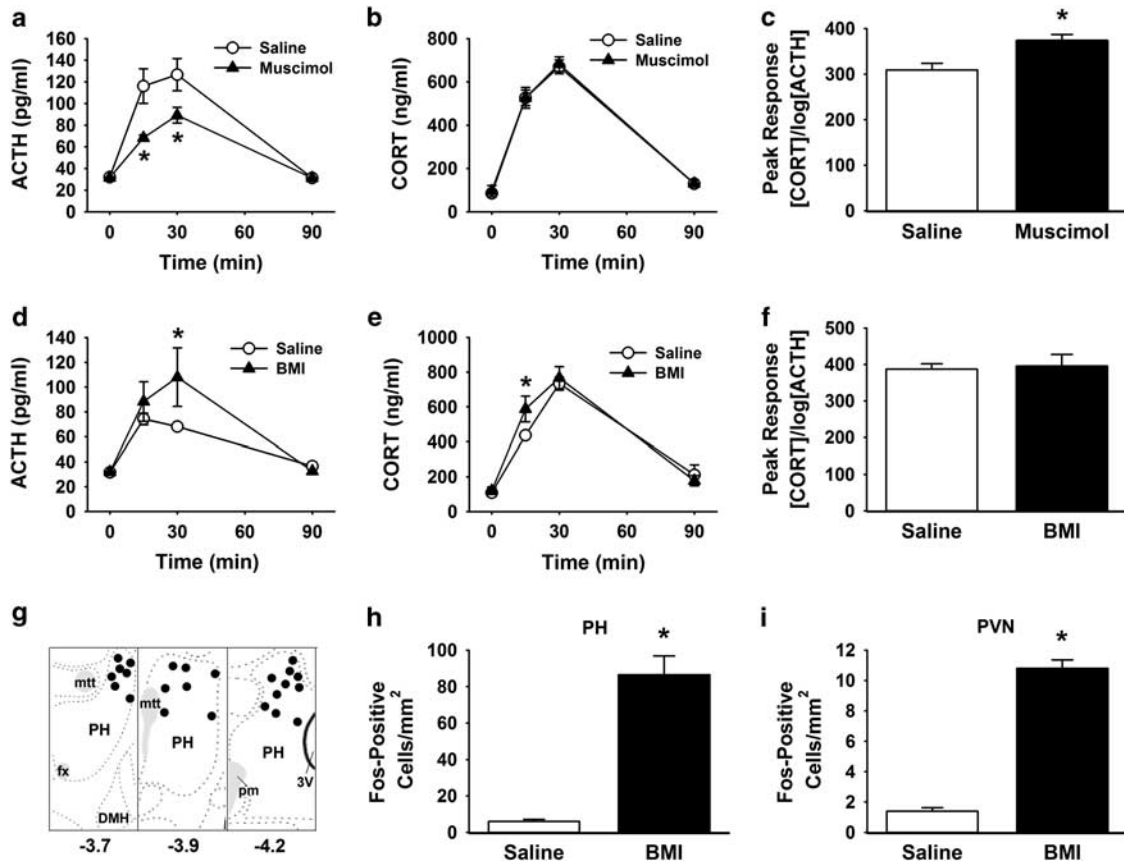 a
ACTH (pg/ml)
160
140
120
100
80
60
40
20
0
Saline
Muscimol
*
*
0 30 60 90
Time (min)
b
CORT (ng/ml)
800
600
400
200
0
Saline
Muscimol
0 30 60 90
Time (min)
c
Peak Response
[CORT]/log[ACTH]
400
300
200
100
0
*
Saline Muscimol
d
ACTH (pg/ml)
140
120
100
80
60
40
20
0
Saline
BMI
*
0 30 60 90
Time (min)
e
CORT (ng/ml)
1000
800
600
400
200
0
Saline
BMI
*
0 30 60 90
Time (min)
f
Peak Response
[CORT]/log[ACTH]
500
400
300
200
100
0
Saline BMI
g
mtt
PH
fx
DMH
mtt
PH
PH
pm
3V
-3.7 -3.9 -4.2
h
PH
Fos-Positive
Cells/mm2
100
80
60
40
20
0
*
Saline BMI
i
PVN
Fos-Positive
Cells/mm2
12
10
8
6
4
2
0
*
Saline BMI